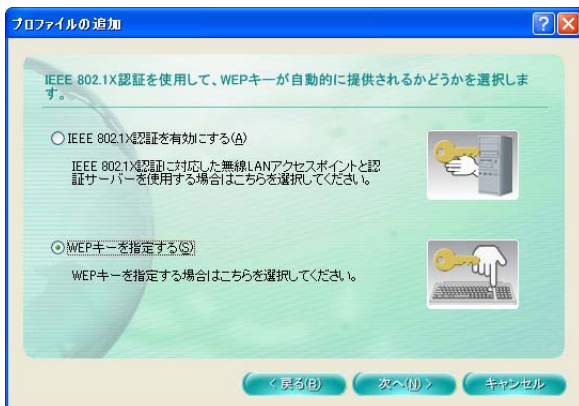 プロファイルの追加
IEEE 802.1X認証を使用して、WEPキーが自動的に提供されるかどうかを選択しま
す。
IEEE 802.1X認証を有効にする(A)
IEEE 802.1X認証に対応した無線LANアクセスポイントと認
証サーバーを使用する場合はこちらを選択してください。
WEPキーを指定する(S)
WEPキーを指定する場合はこちらを選択してください。
< 戻る(B) 次へ(N) > キャンセル